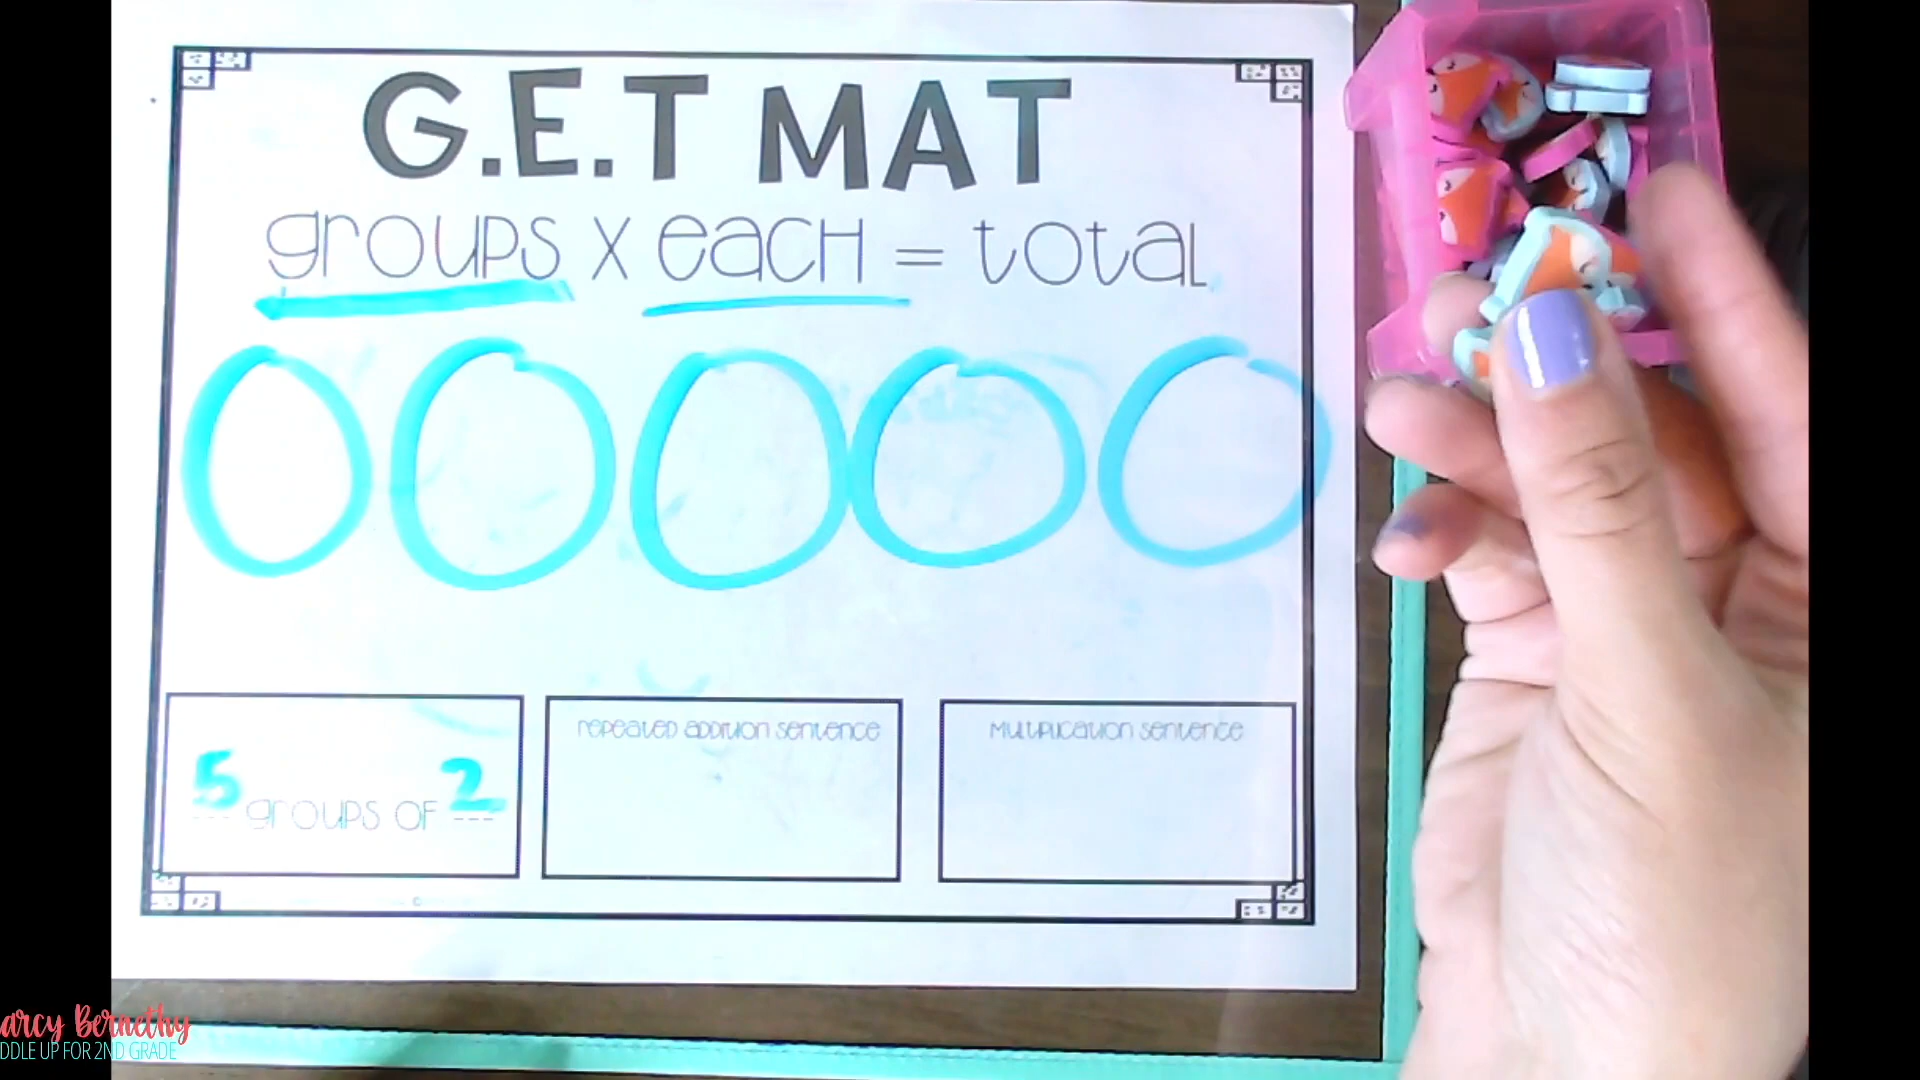 G.E.T MAT
groups x each = total
5 groups of 2
repeated addition sentence
Multiplication sentence
arcy Bernethy
DDLE UP FOR 2ND GRADE